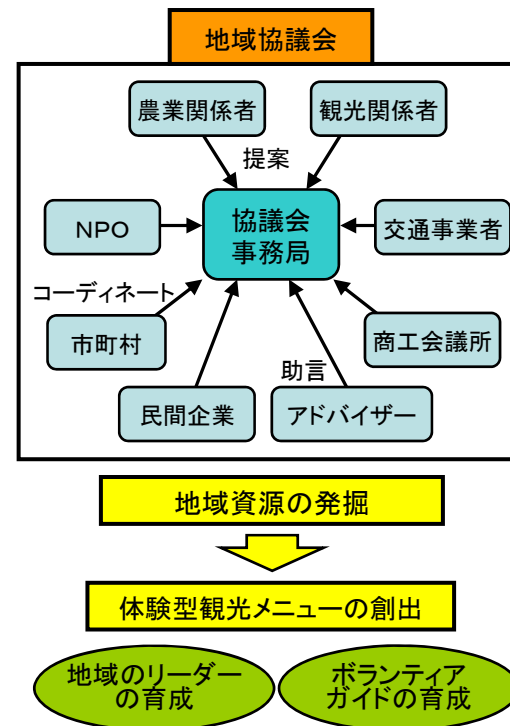 地域協議会
農業関係者
観光関係者
提案
NPO
協議会
事務局
交通事業者
コーディネート
市町村
商工会議所
助言
民間企業
アドバイザー
地域資源の発掘
体験型観光メニューの創出
地域のリーダー
の育成
ボランティア
ガイドの育成